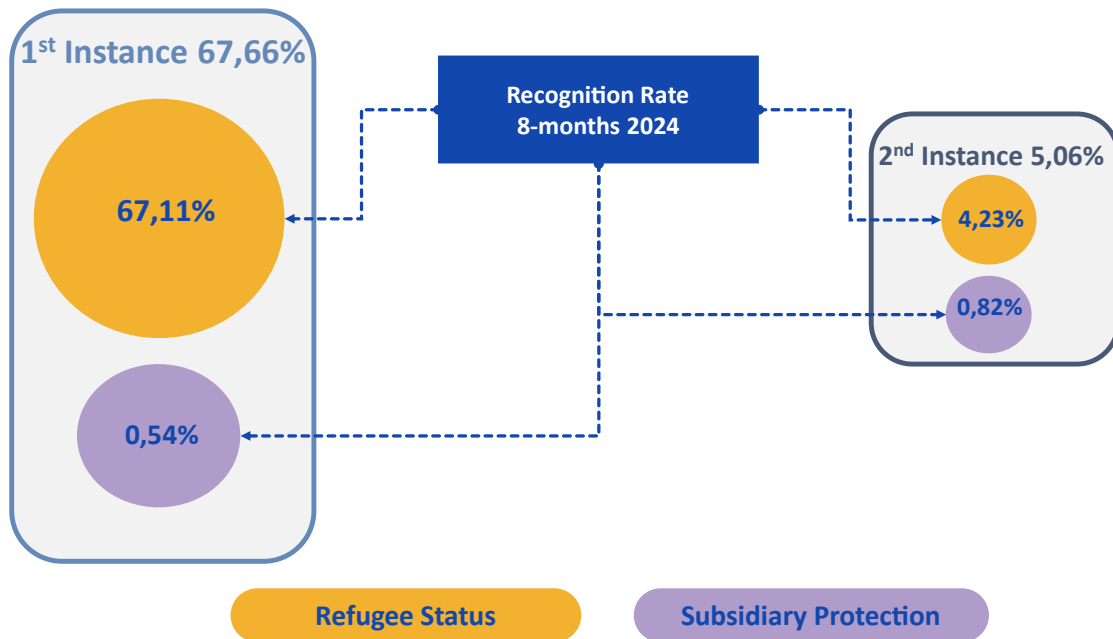 1st Instance 67,66%
67,11%
0,54%
Recognition Rate
8-months 2024
2nd Instance 5,06%
4,23%
0,82%
Refugee Status
Subsidiary Protection